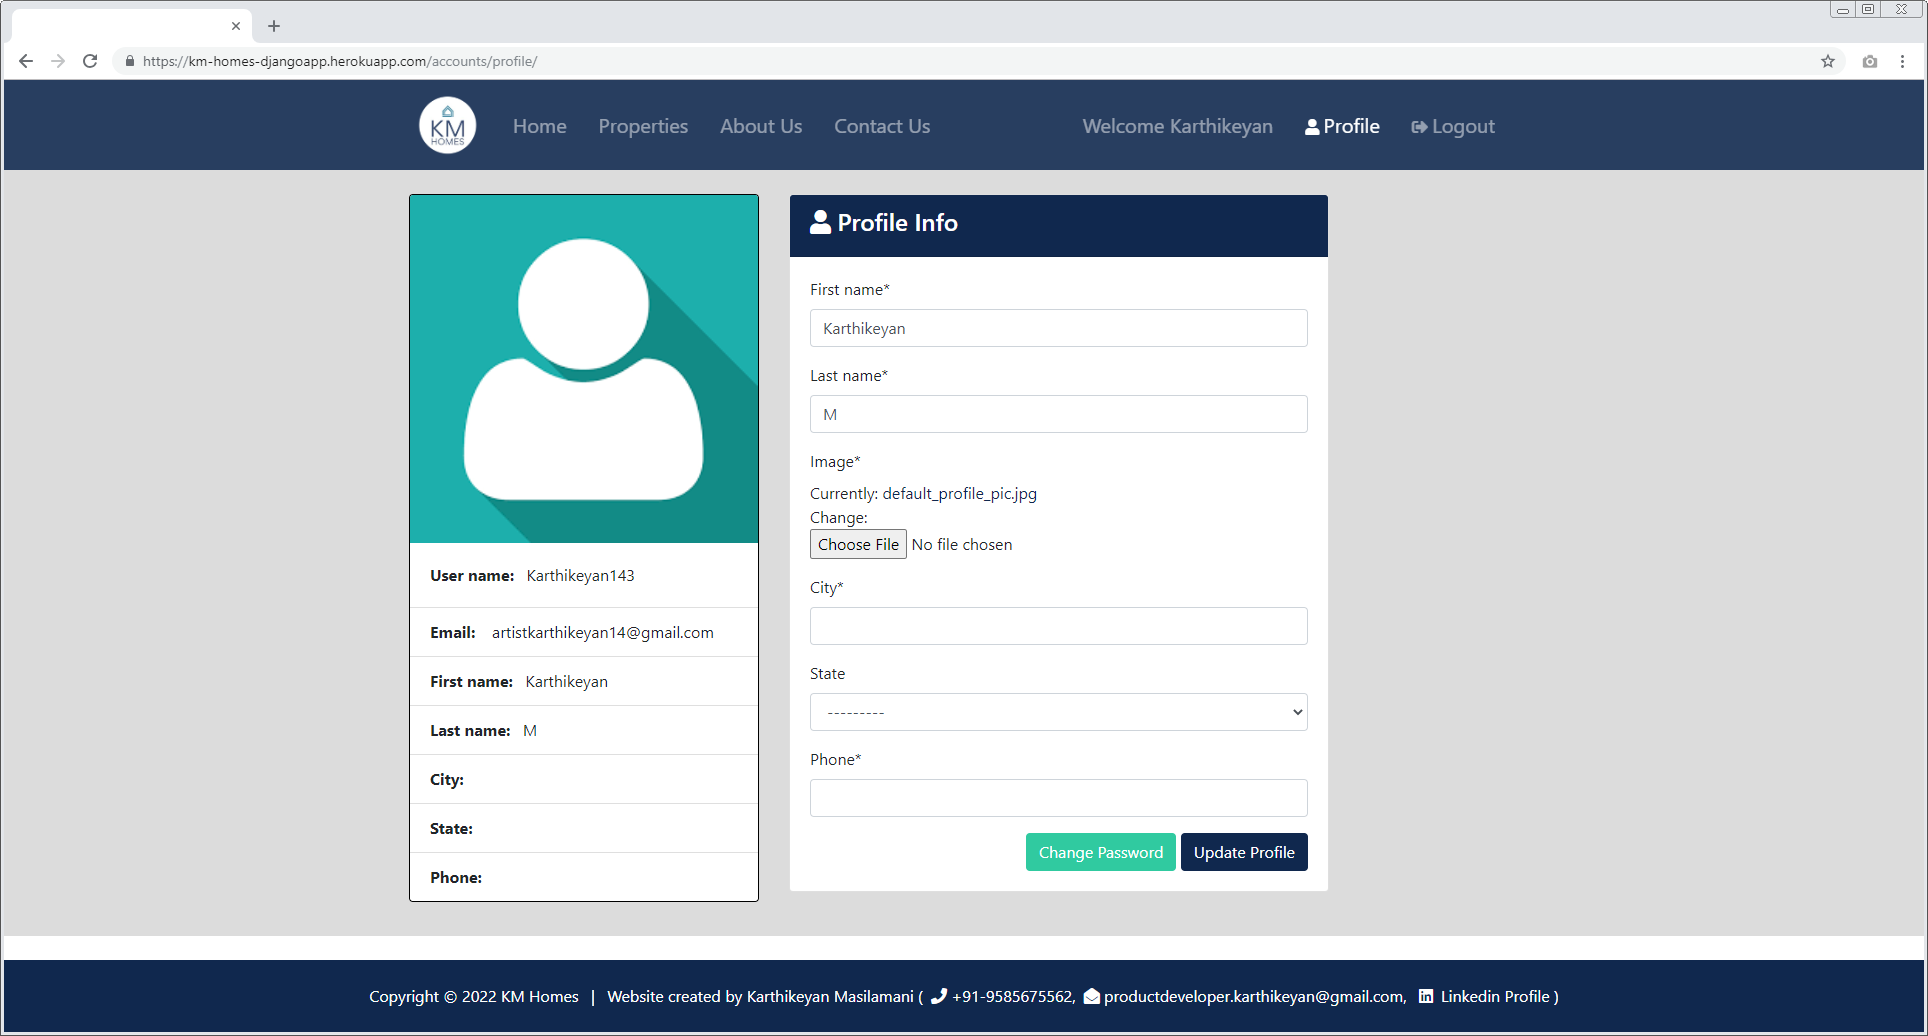 https://km-homes-djangoapp.herokuapp.com/accounts/profile/
KM
HOMES
Home Properties About Us Contact Us Welcome Karthikeyan Profile Logout
User name: Karthikeyan143
Email: artistkarthikeyan14@gmail.com
First name: Karthikeyan
Last name: M
City:
State:
Phone:
Profile Info
First name*
Karthikeyan
Last name*
M
Image*
Currently: default_profile_pic.jpg
Change:
Choose File No file chosen
City*
State
---------
Phone*
Change Password Update Profile
Copyright © 2022 KM Homes | Website created by Karthikeyan Masilamani ( +91-9585675562, productdeveloper.karthikeyan@gmail.com, Linkedin Profile )